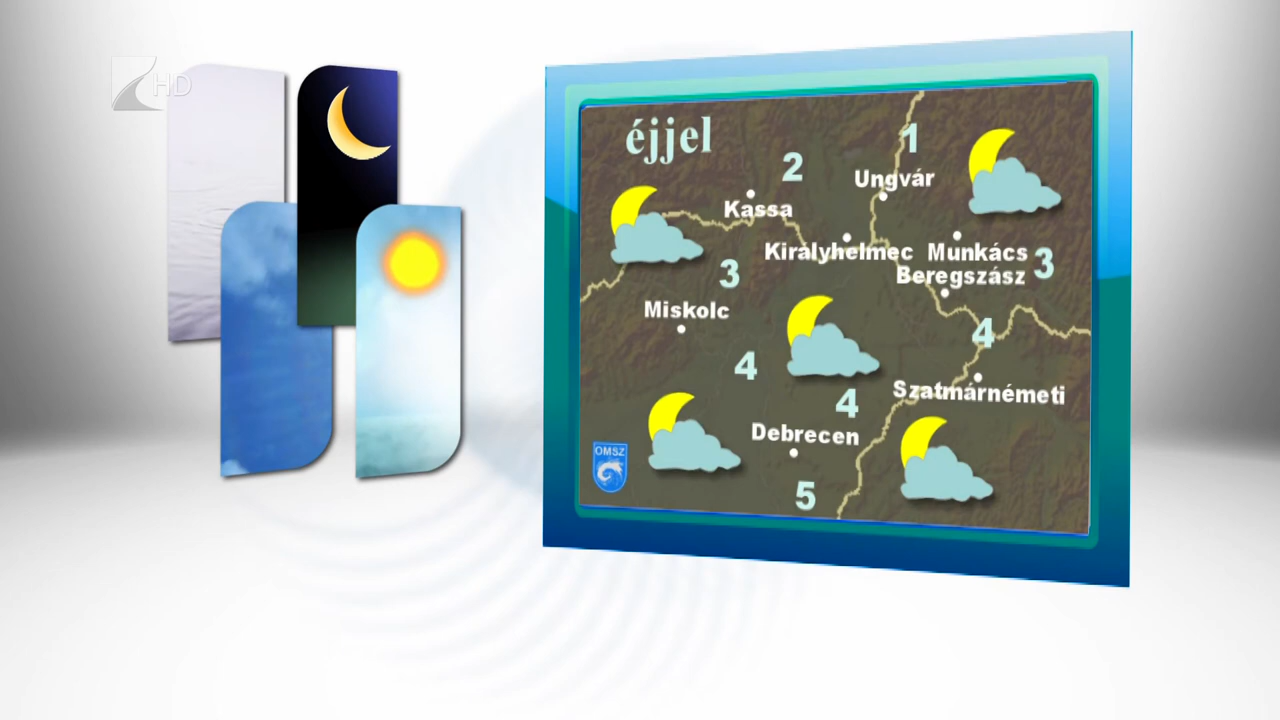 HD
éjjel
1
2
Ungvár
Kassa
Királyhelmec
Munkács
3
Beregszász
3
Miskolc
4
4
Szatmárnémeti
4
Debrecen
OMSZ
5